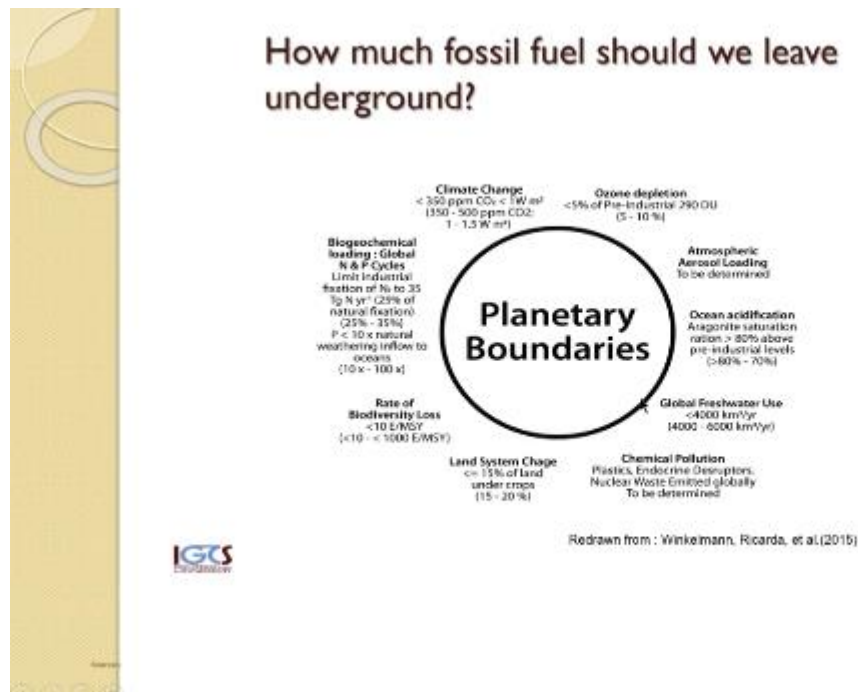 How much fossil fuel should we leave
underground?
Climate Change
< 350 ppm CO₂ < 1W m²
(350 - 500 ppm CO2;
1 - 1.5 W m²)
Ozone depletion
<5% of Pre-Industrial 290 DU
(5 - 10 %)
Atmospheric
Aerosol Loading
To be determined
Ocean acidification
Aragonite saturation
ration > 80% above
pre-industrial levels
(>80% - 70%)
Global Freshwater Use
<4000 km³/yr
(4000 - 6000 km³/yr)
Chemical Pollution
Plastics, Endocrine Desruptors,
Nuclear Waste Emitted globally
To be determined
Land System Chage
<= 15% of land
under crops
(15 - 20 %)
Rate of
Biodiversity Loss
<10 E/MSY
(<10 - < 1000 E/MSY)
Biogeochemical
loading : Global
N & P Cycles
Limit industrial
fixation of N₂ to 35
Tg N yr⁻¹ (25% of
natural fixation)
(25% - 35%)
P < 10 x natural
weathering inflow to
oceans
(10 x - 100 x)
Planetary
Boundaries
Redrawn from : Winkelmann, Ricarda, et al.(2015)
IGCS